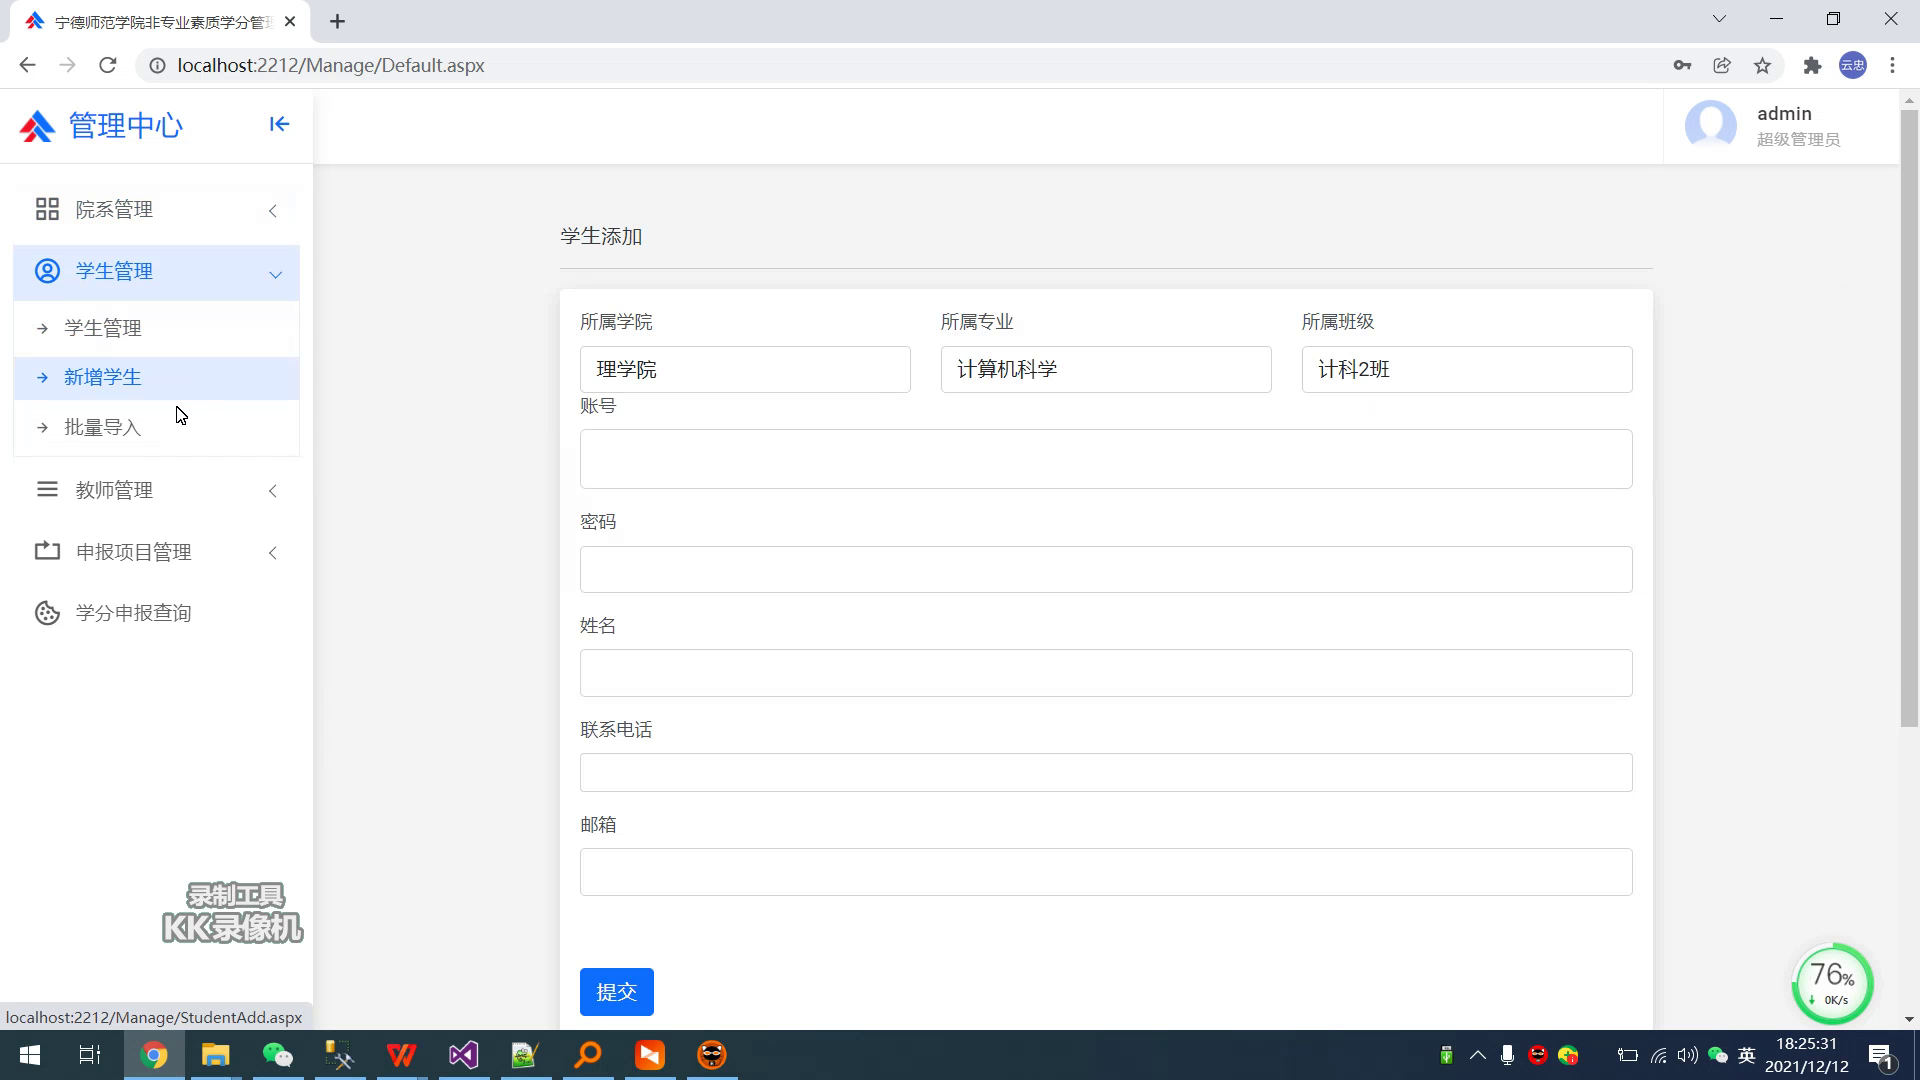 宁德师范学院非专业素质学分管理
localhost:2212/Manage/Default.aspx
云忠
管理中心
admin
超级管理员
院系管理
学生管理
学生管理
新增学生
批量导入
教师管理
申报项目管理
学分申报查询
学生添加
所属学院
所属专业
所属班级
理学院
计算机科学
计科2班
账号
密码
姓名
联系电话
邮箱
提交
录制工具
KK录像机
76%
0K/s
localhost:2212/Manage/StudentAdd.aspx
英
18:25:31
2021/12/12
1